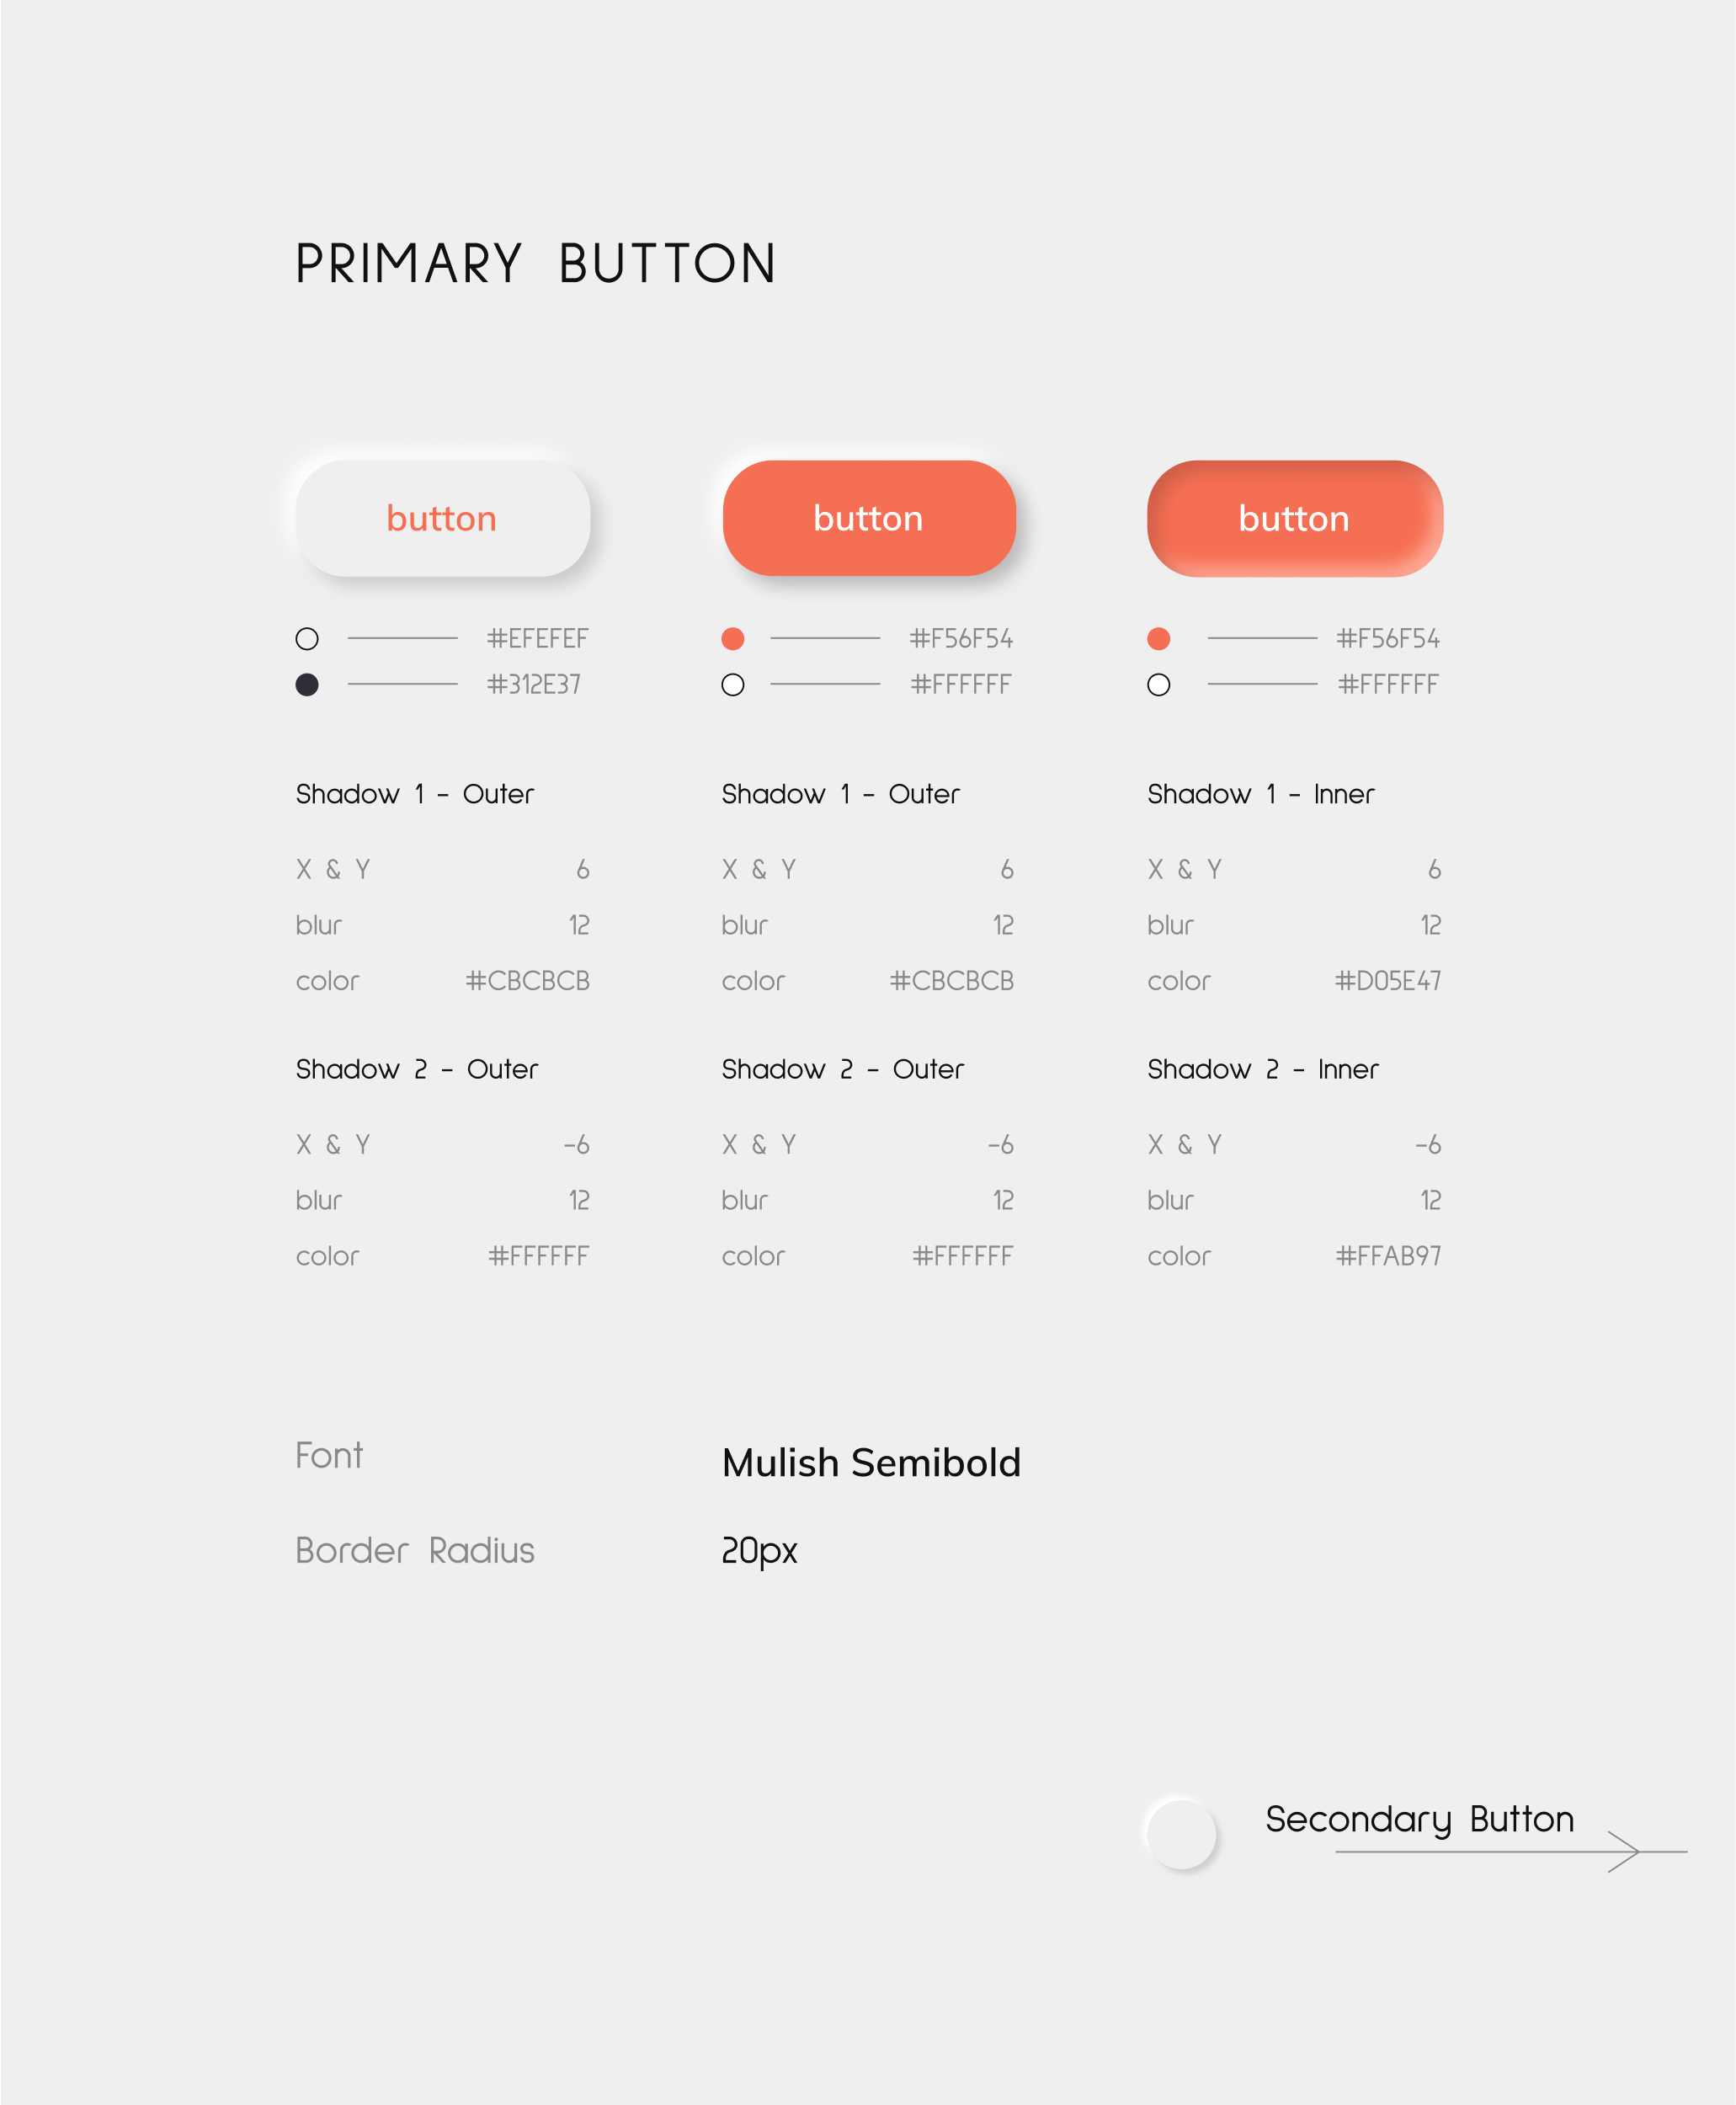 PRIMARY BUTTON
button button button
#EFEFEF #F56F54 #F56F54
#312E37 #FFFFFF #FFFFFF
Shadow 1 - Outer Shadow 1 - Outer Shadow 1 - Inner
X & Y 6 X & Y 6 X & Y 6
blur 12 blur 12 blur 12
color #CBCBCB color #CBCBCB color #D05E47
Shadow 2 - Outer Shadow 2 - Outer Shadow 2 - Inner
X & Y -6 X & Y -6 X & Y -6
blur 12 blur 12 blur 12
color #FFFFFF color #FFFFFF color #FFAB97
Font Mulish Semibold
Border Radius 20px
Secondary Button